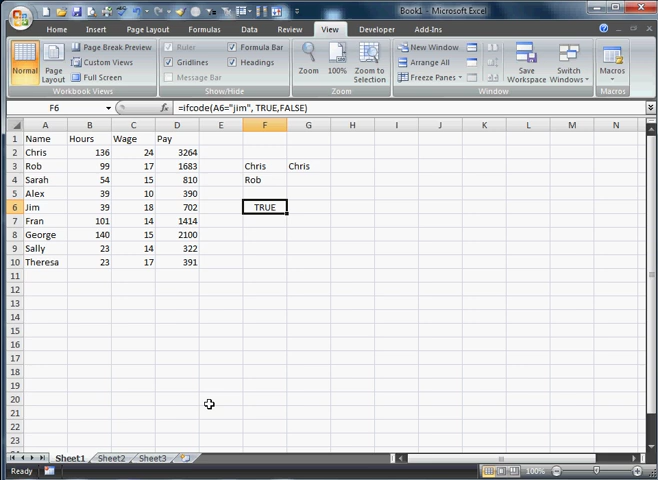 Book1 - Microsoft Excel
Home Insert Page Layout Formulas Data Review View Developer Add-Ins
Normal
Page Layout
Page Break Preview
Custom Views
Full Screen
Workbook Views
Ruler
Gridlines
Message Bar
Formula Bar
Headings
Show/Hide
Zoom
100%
Zoom to Selection
Zoom
New Window
Arrange All
Freeze Panes
Save Workspace
Switch Windows
Window
Macros
Macros
F6 fx =ifcode(A6="jim", TRUE,FALSE)
A B C D E F G H I J K L M N
1 Name Hours Wage Pay
2 Chris 136 24 3264
3 Rob 99 17 1683 Chris Chris
4 Sarah 54 15 810 Rob
5 Alex 39 10 390
6 Jim 39 18 702 TRUE
7 Fran 101 14 1414
8 George 140 15 2100
9 Sally 23 14 322
10 Theresa 23 17 391
11
12
13
14
15
16
17
18
19
20
21
22
23
Sheet1 Sheet2 Sheet3
Ready 100%